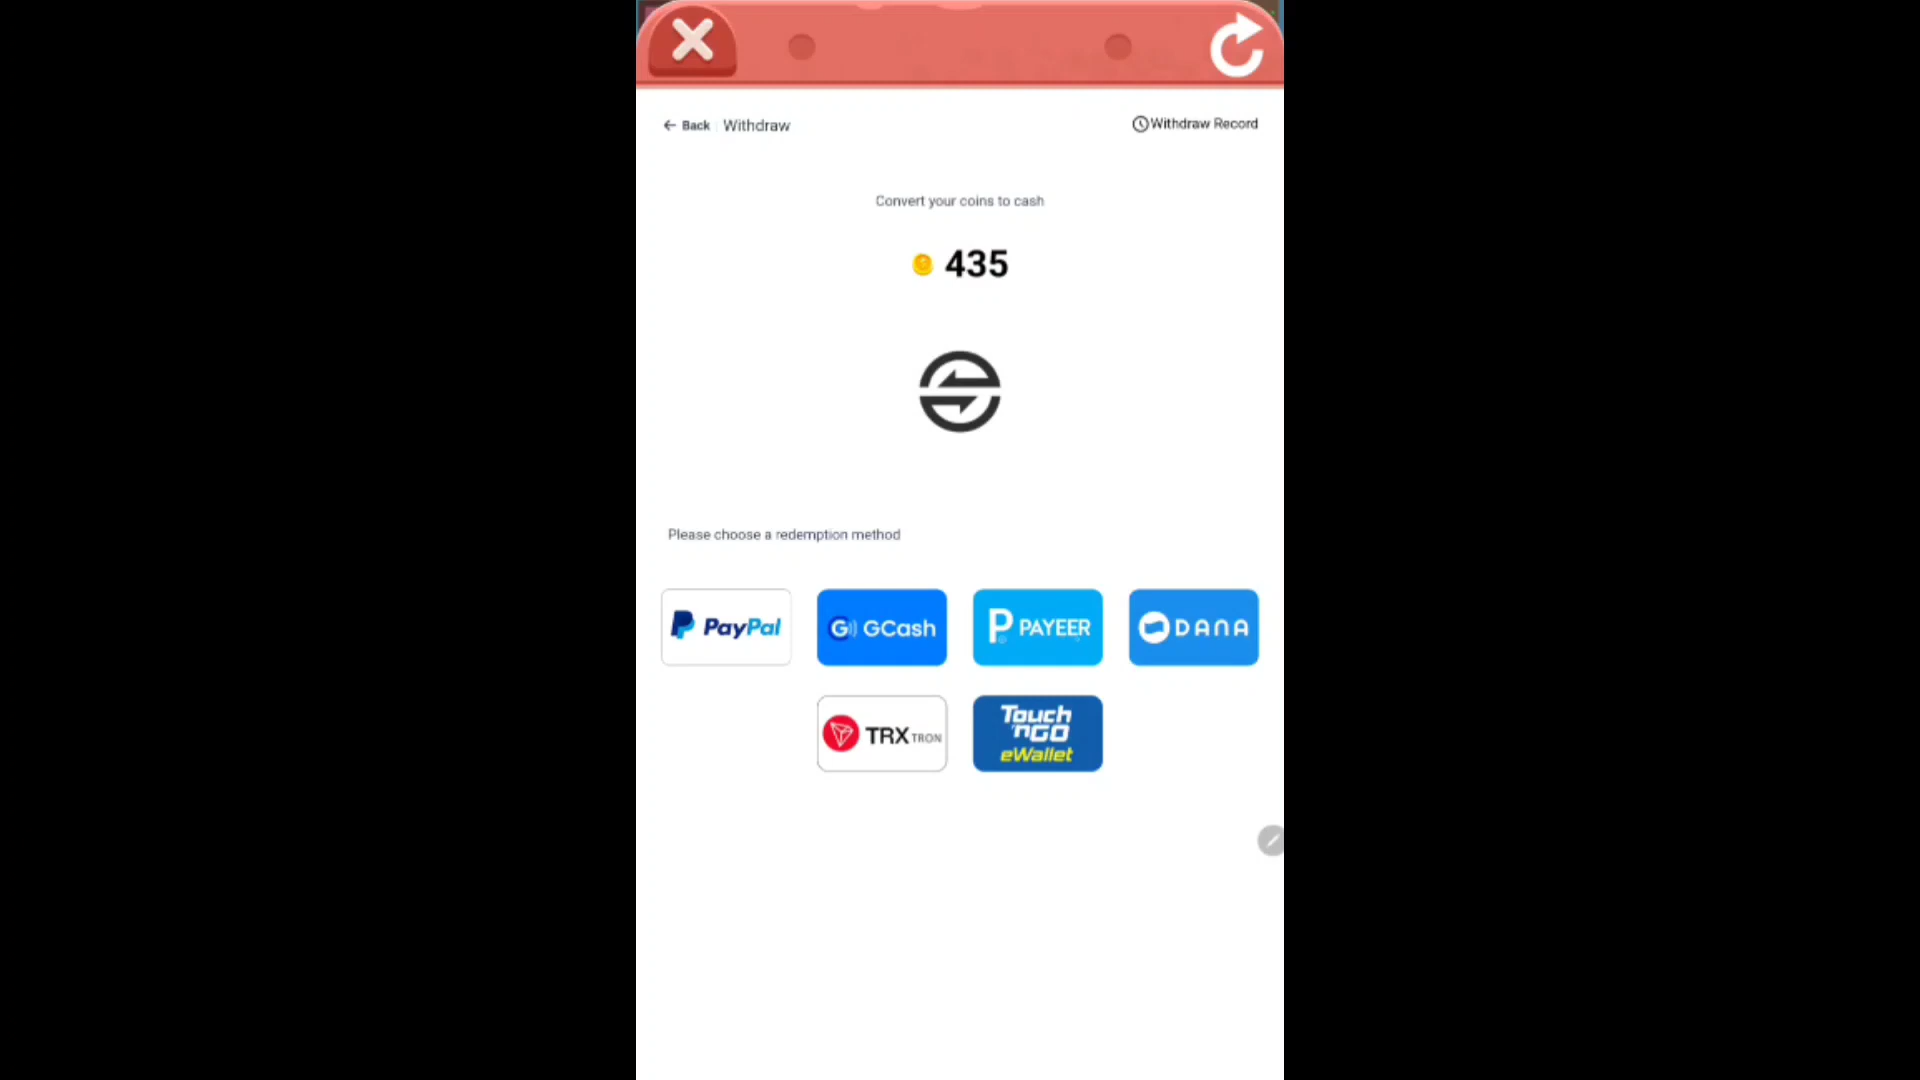 Back Withdraw
Withdraw Record
Convert your coins to cash
435
Please choose a redemption method
PayPal
GCash
PAYEER
DANA
TRX TRON
Touch
'nGO
eWallet